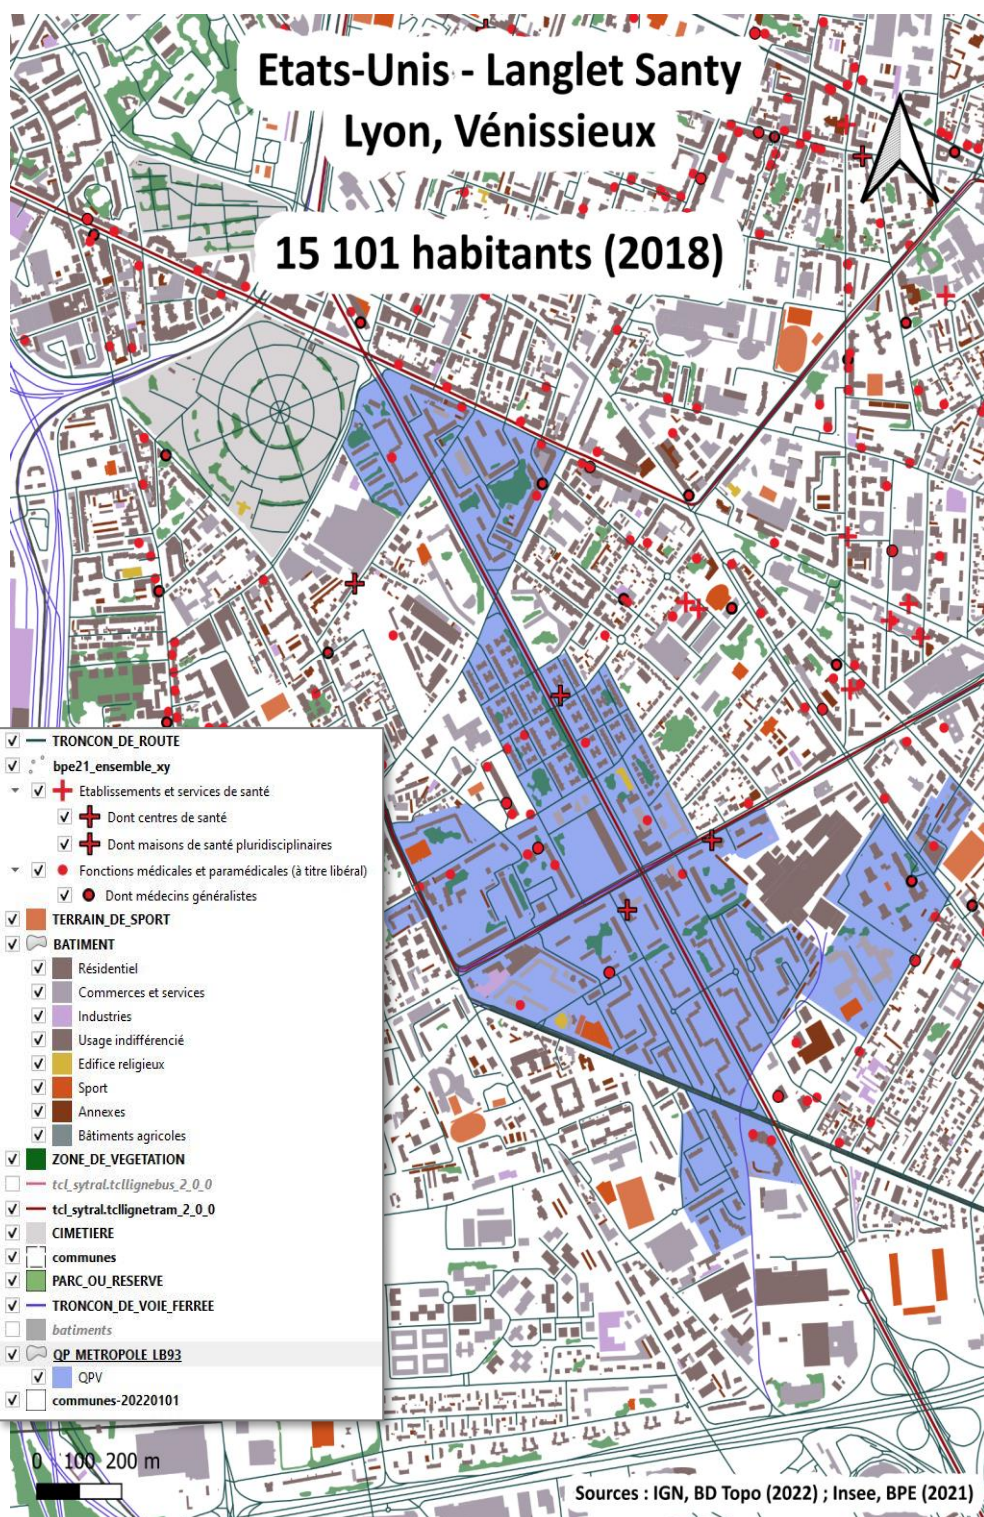 Etats-Unis - Langlet Santy
Lyon, Vénissieux
15 101 habitants (2018)
TRONCON_DE_ROUTE
bpe21_ensemble_xy
Etablissements et services de santé
Dont centres de santé
Dont maisons de santé pluridisciplinaires
Fonctions médicales et paramédicales (à titre libéral)
Dont médecins généralistes
TERRAIN_DE_SPORT
BATIMENT
Résidentiel
Commerces et services
Industries
Usage indifférencié
Edifice religieux
Sport
Annexes
Bâtiments agricoles
ZONE_DE_VEGETATION
tcl_sytral.tcllignebus_2_0_0
tcl_sytral.tcllignetram_2_0_0
CIMETIERE
communes
PARC_OU_RESERVE
TRONCON_DE_VOIE_FERREE
batiments
QP_METROPOLE_LB93
QPV
communes-20220101
0 100 200 m
Sources : IGN, BD Topo (2022) ; Insee, BPE (2021)